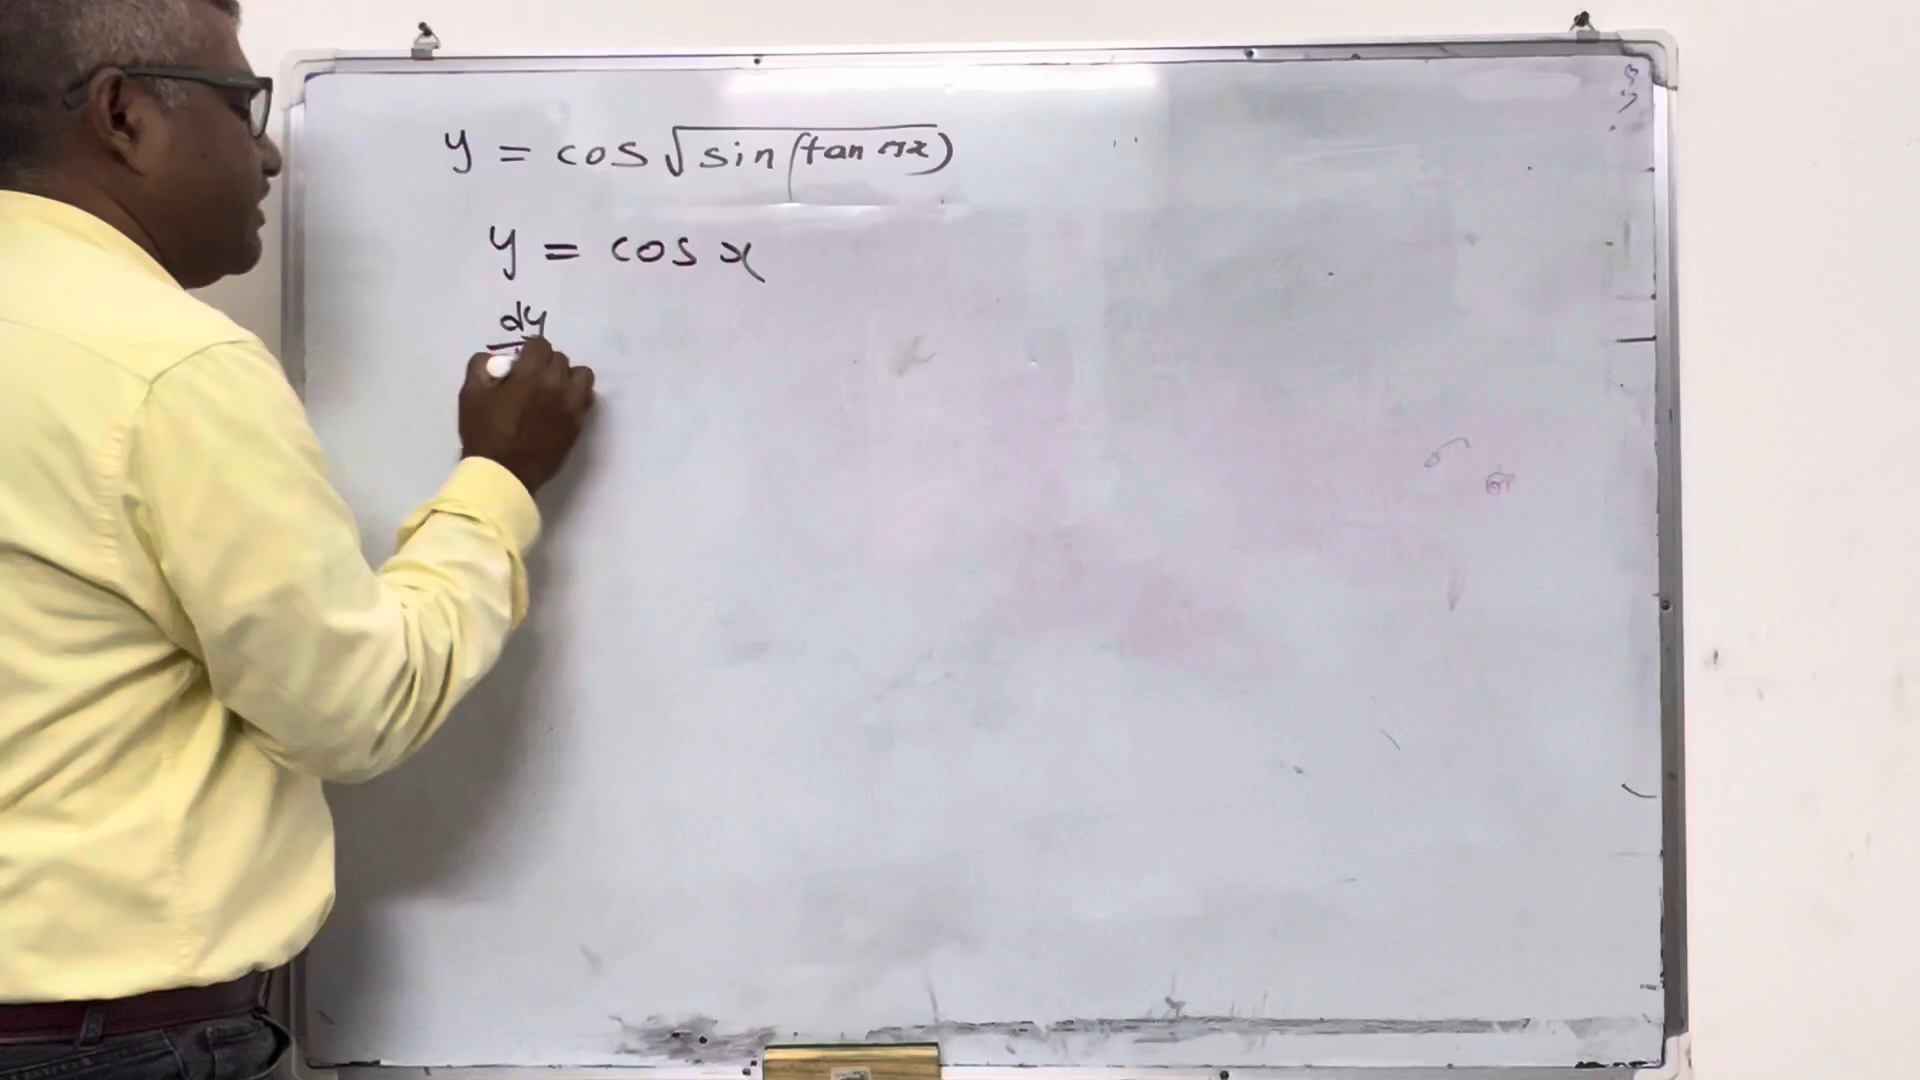 y = cos √sin(tan πx)
y = cos x
dy